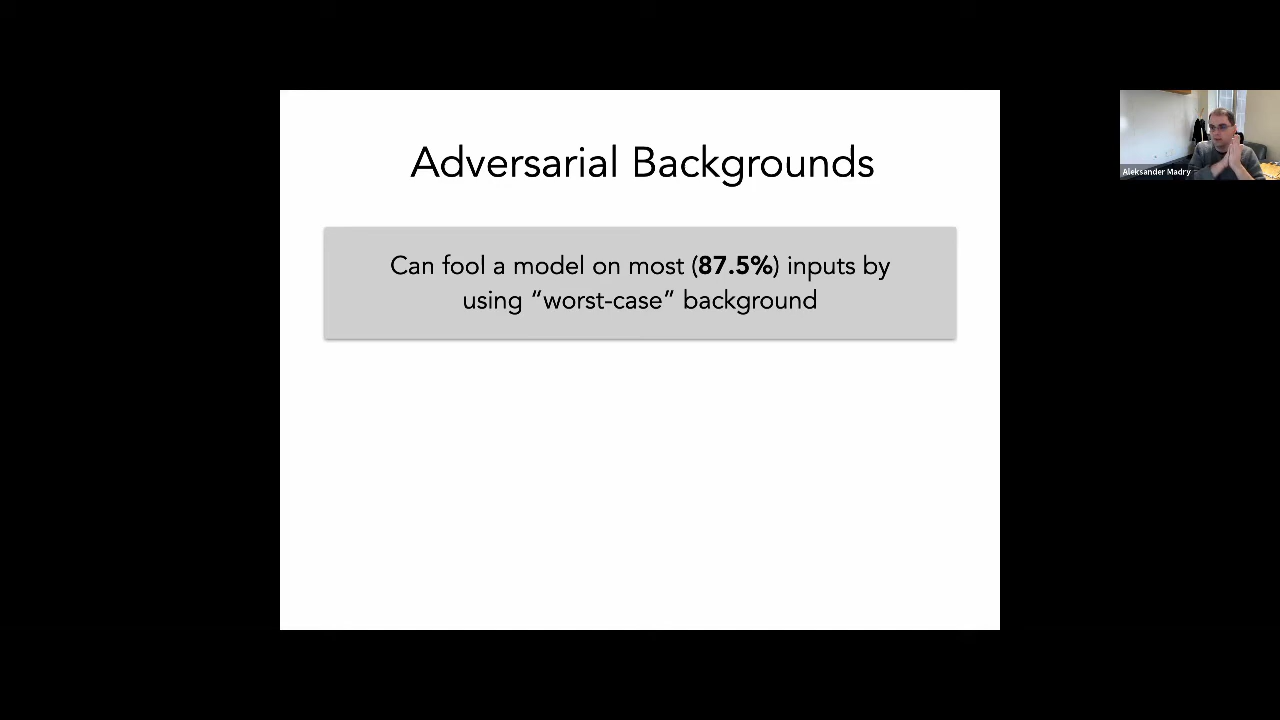 Adversarial Backgrounds
Can fool a model on most (87.5%) inputs by
using “worst-case” background
Aleksander Madry